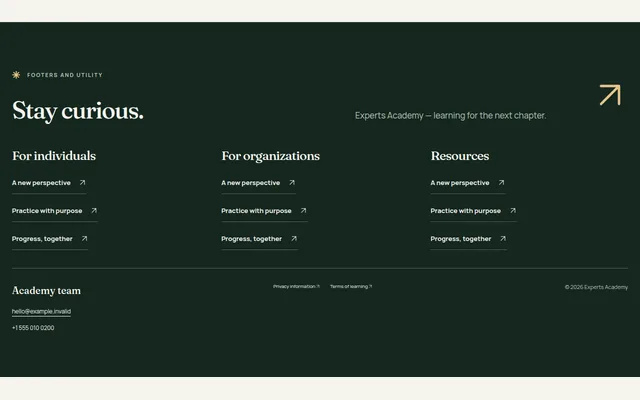 FOOTERS AND UTILITY
Stay curious.
Experts Academy — learning for the next chapter.
For individuals
A new perspective
Practice with purpose
Progress, together
For organizations
A new perspective
Practice with purpose
Progress, together
Resources
A new perspective
Practice with purpose
Progress, together
Academy team
hello@example.invalid
+1 555 010 0200
Privacy information
Terms of learning
© 2026 Experts Academy